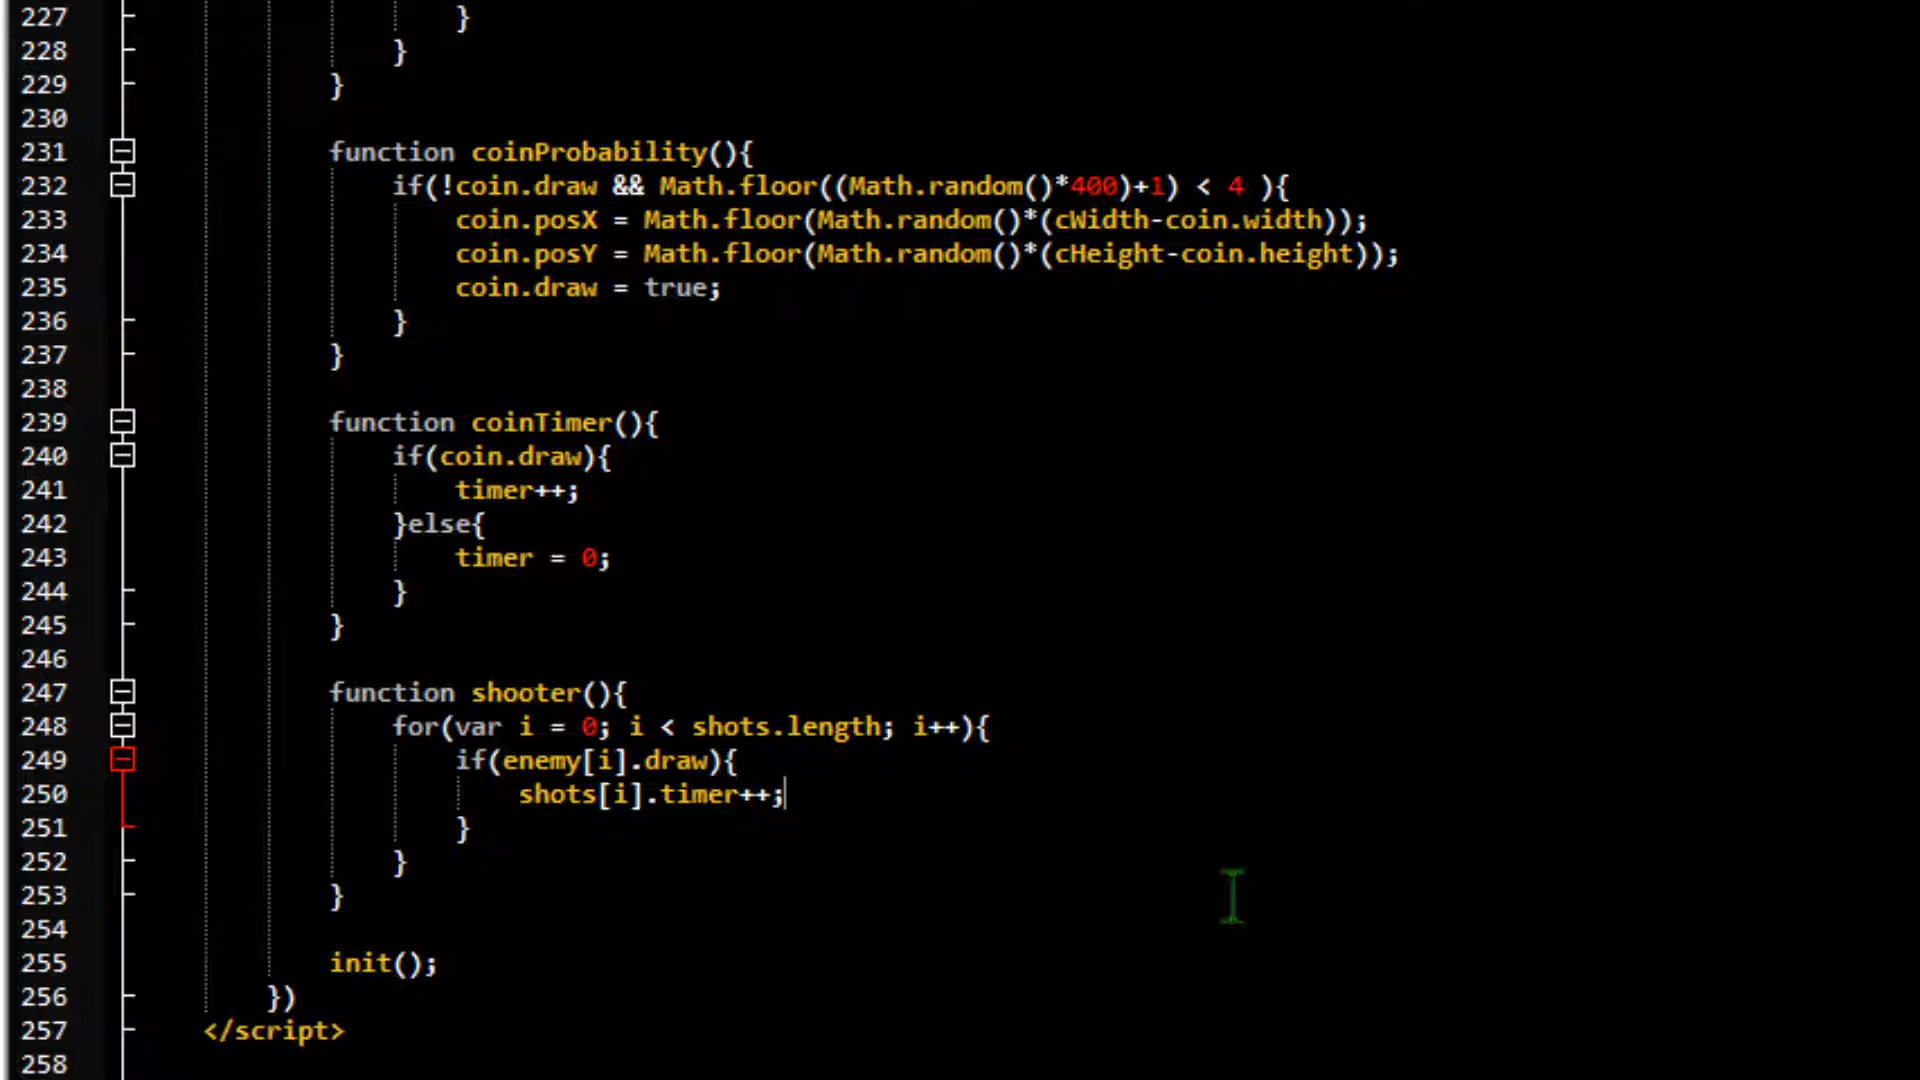 227 }
228 }
229 }
230
231 function coinProbability(){
232 if(!coin.draw && Math.floor((Math.random()*400)+1) < 4 ){
233 coin.posX = Math.floor(Math.random()*(cWidth-coin.width));
234 coin.posY = Math.floor(Math.random()*(cHeight-coin.height));
235 coin.draw = true;
236 }
237 }
238
239 function coinTimer(){
240 if(coin.draw){
241 timer++;
242 }else{
243 timer = 0;
244 }
245 }
246
247 function shooter(){
248 for(var i = 0; i < shots.length; i++){
249 if(enemy[i].draw){
250 shots[i].timer++;
251 }
252 }
253 }
254
255 init();
256 })
257 </script>
258